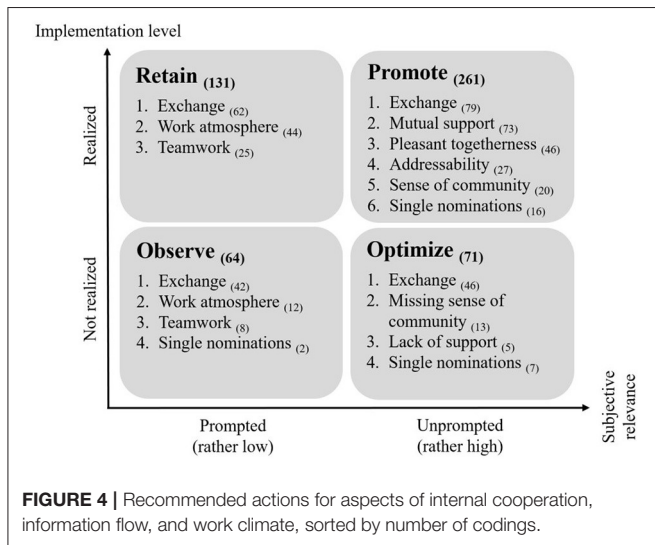 Implementation level
Realized
Retain (131)
1. Exchange (62)
2. Work atmosphere (44)
3. Teamwork (25)
Promote (261)
1. Exchange (79)
2. Mutual support (73)
3. Pleasant togetherness (46)
4. Addressability (27)
5. Sense of community (20)
6. Single nominations (16)
Not realized
Observe (64)
1. Exchange (42)
2. Work atmosphere (12)
3. Teamwork (8)
4. Single nominations (2)
Optimize (71)
1. Exchange (46)
2. Missing sense of
community (13)
3. Lack of support (5)
4. Single nominations (7)
Prompted
(rather low)
Unprompted
(rather high)
Subjective
relevance
FIGURE 4 | Recommended actions for aspects of internal cooperation,
information flow, and work climate, sorted by number of codings.